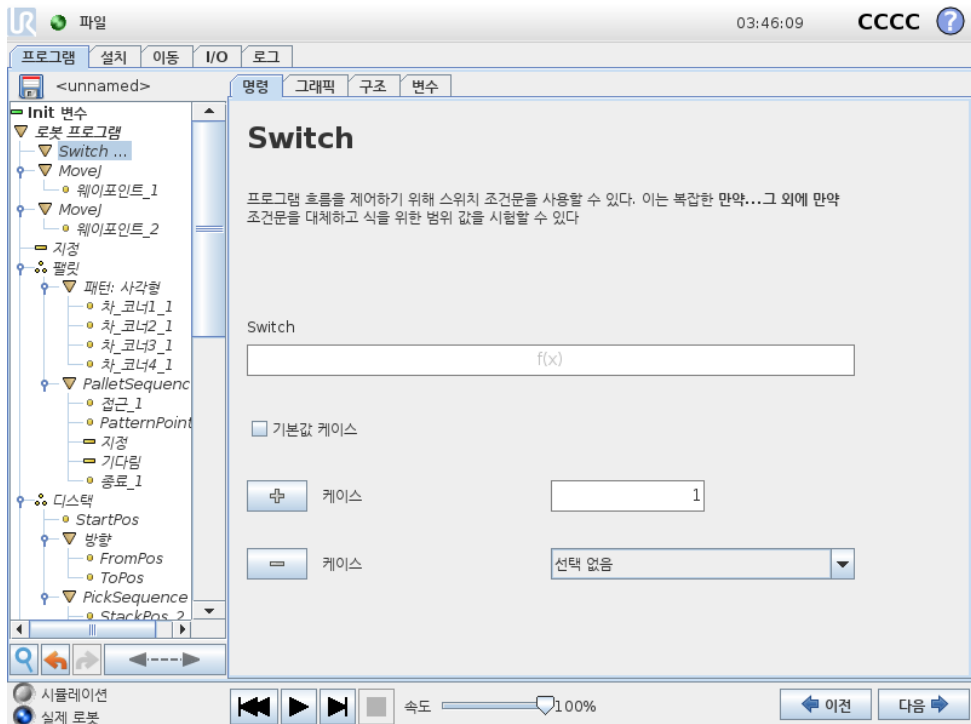 UR 파일 03:46:09 CCCC ?
프로그램 설치 이동 I/O 로그
<unnamed>
명령 그래픽 구조 변수
Init 변수
로봇 프로그램
Switch ...
MoveJ
웨이포인트_1
MoveJ
웨이포인트_2
지정
팔릿
패턴: 사각형
차_코너1_1
차_코너2_1
차_코너3_1
차_코너4_1
PalletSequenc
접근_1
PatternPoint
지정
기다림
종료_1
디스택
StartPos
방향
FromPos
ToPos
PickSequence
StackPos_2
Switch
프로그램 흐름를 제어하기 위해 스위치 조건문을 사용할 수 있다. 이는 복잡한 만약...그 외에 만약
조건문을 대체하고 식을 위한 범위 값을 시험할 수 있다
Switch
f(x)
기본값 케이스
케이스 1
케이스 선택 없음
시뮬레이션
실제 로봇
속도 100%
이전 다음